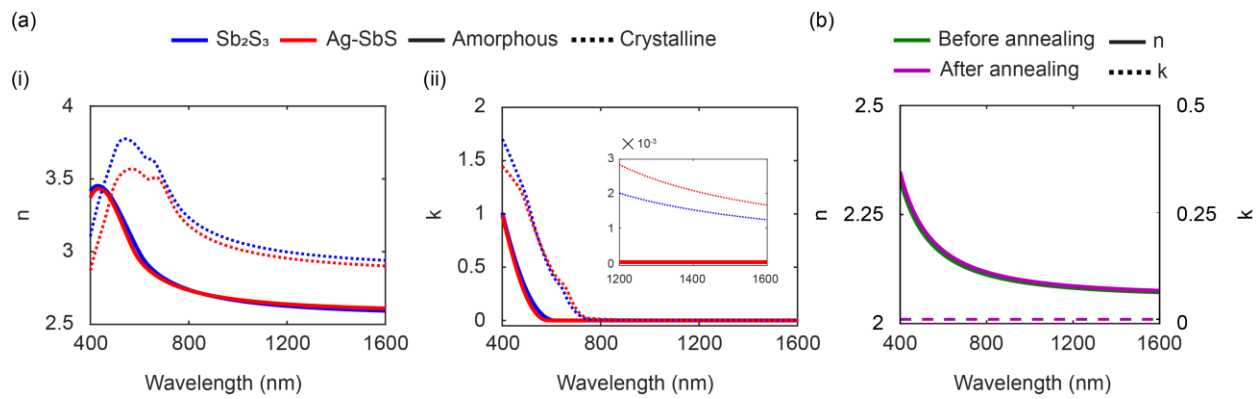 (a)
Sb₂S₃ Ag-SbS Amorphous Crystalline
(b)
Before annealing n
After annealing k
(i)
4
3.5
3
2.5
n
400 800 1200 1600
Wavelength (nm)
(ii)
2
1.5
1
0.5
0
k
400 800 1200 1600
Wavelength (nm)
× 10⁻³
3
2
1
0
1200 1400 1600
2.5
2.25
2
n
0.5
0.25
0
k
400 800 1200 1600
Wavelength (nm)